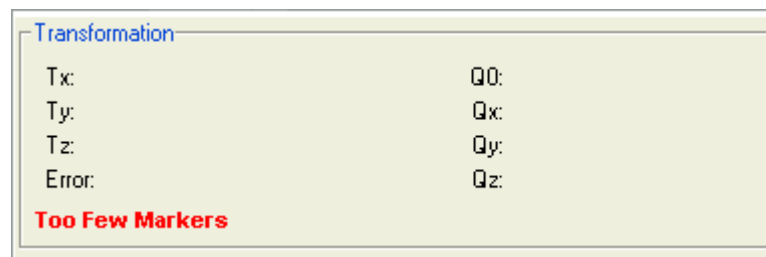 Transformation
Tx: Q0:
Ty: Qx:
Tz: Qy:
Error: Qz:
Too Few Markers